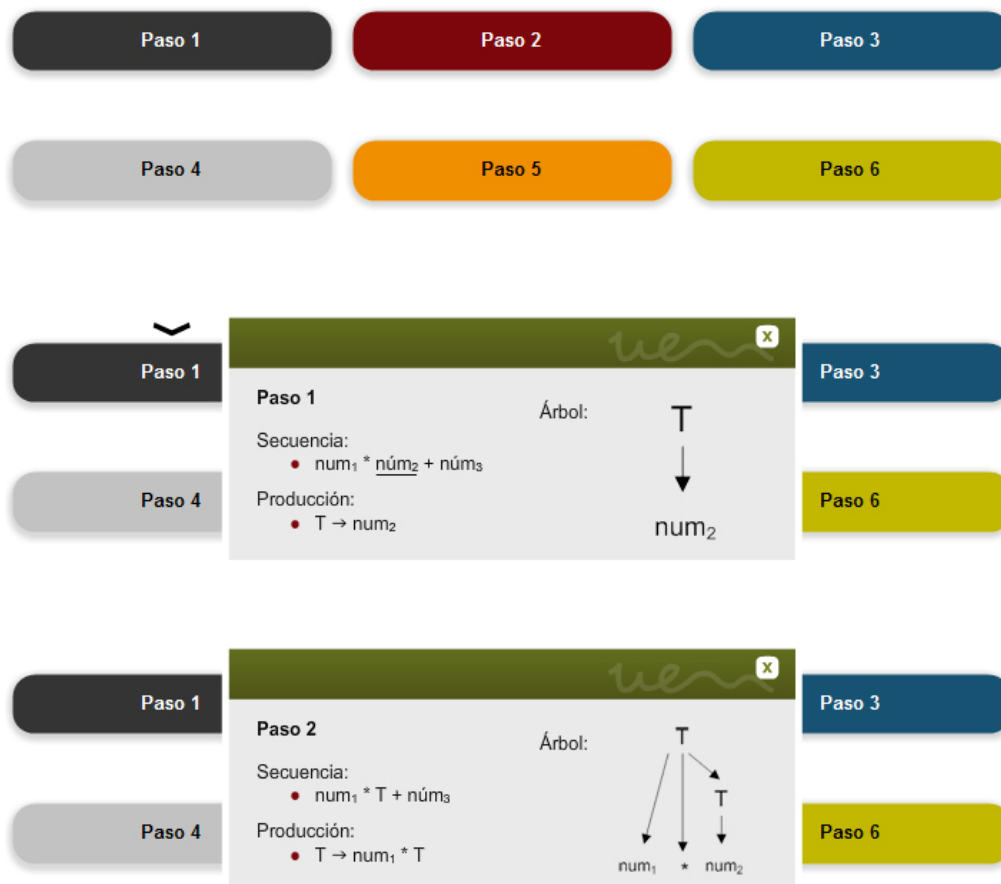 Paso 1
Paso 2
Paso 3
Paso 4
Paso 5
Paso 6
Paso 1
Paso 3
Paso 4
Paso 6
ue
x
Paso 1
Secuencia:
• num₁ * núm₂ + núm₃
Producción:
• T → num₂
Árbol:
T
num₂
Paso 1
Paso 3
Paso 4
Paso 6
ue
x
Paso 2
Secuencia:
• num₁ * T + núm₃
Producción:
• T → num₁ * T
Árbol:
T
T
num₁ * num₂